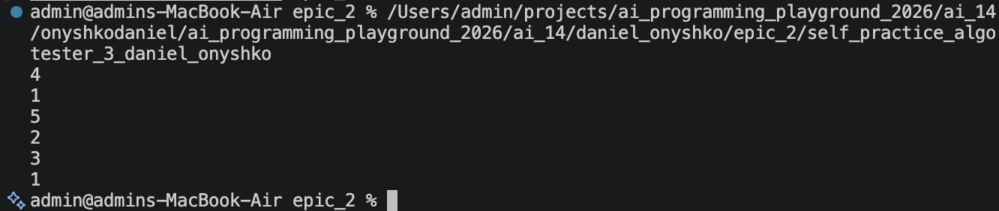 admin@admins-MacBook-Air epic_2 % /Users/admin/projects/ai_programming_playground_2026/ai_14
/onyshkodaniel/ai_programming_playground_2026/ai_14/daniel_onyshko/epic_2/self_practice_algo
tester_3_daniel_onyshko
4
1
5
2
3
1
admin@admins-MacBook-Air epic_2 %